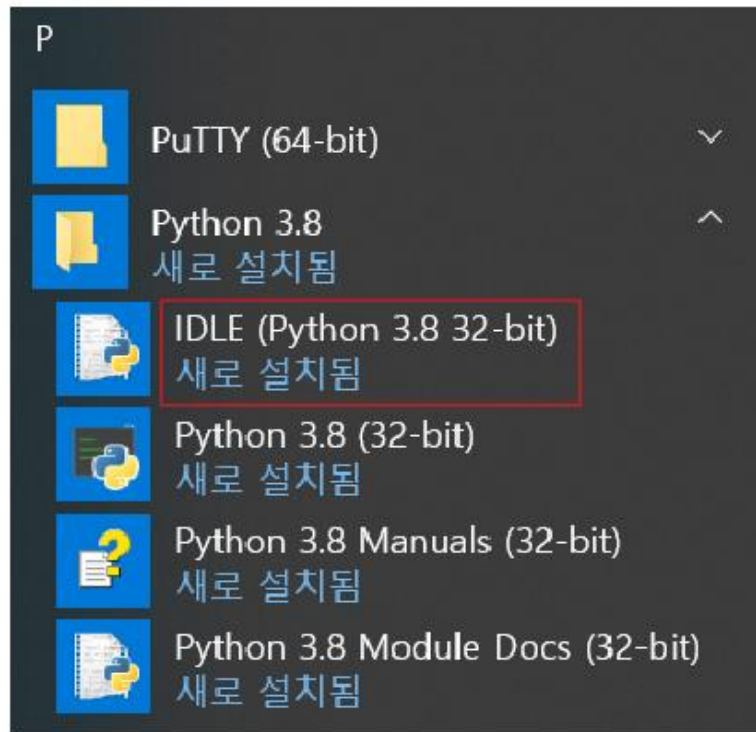 P
PuTTY (64-bit)
Python 3.8
새로 설치됨
IDLE (Python 3.8 32-bit)
새로 설치됨
Python 3.8 (32-bit)
새로 설치됨
Python 3.8 Manuals (32-bit)
새로 설치됨
Python 3.8 Module Docs (32-bit)
새로 설치됨